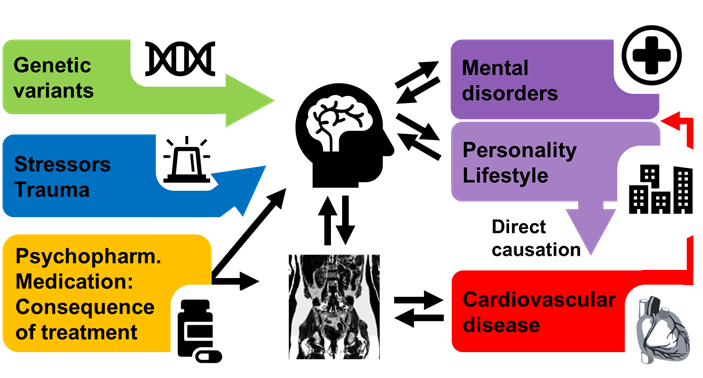 Genetic
variants
Stressors
Trauma
Psychopharm.
Medication:
Consequence
of treatment
Mental
disorders
Personality
Lifestyle
Direct
causation
Cardiovascular
disease